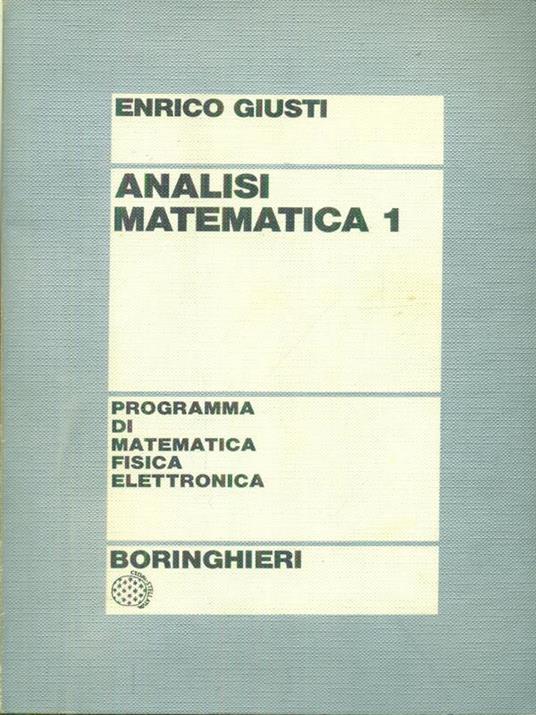 ENRICO GIUSTI
ANALISI
MATEMATICA 1
PROGRAMMA
DI
MATEMATICA
FISICA
ELETTRONICA
BORINGHIERI